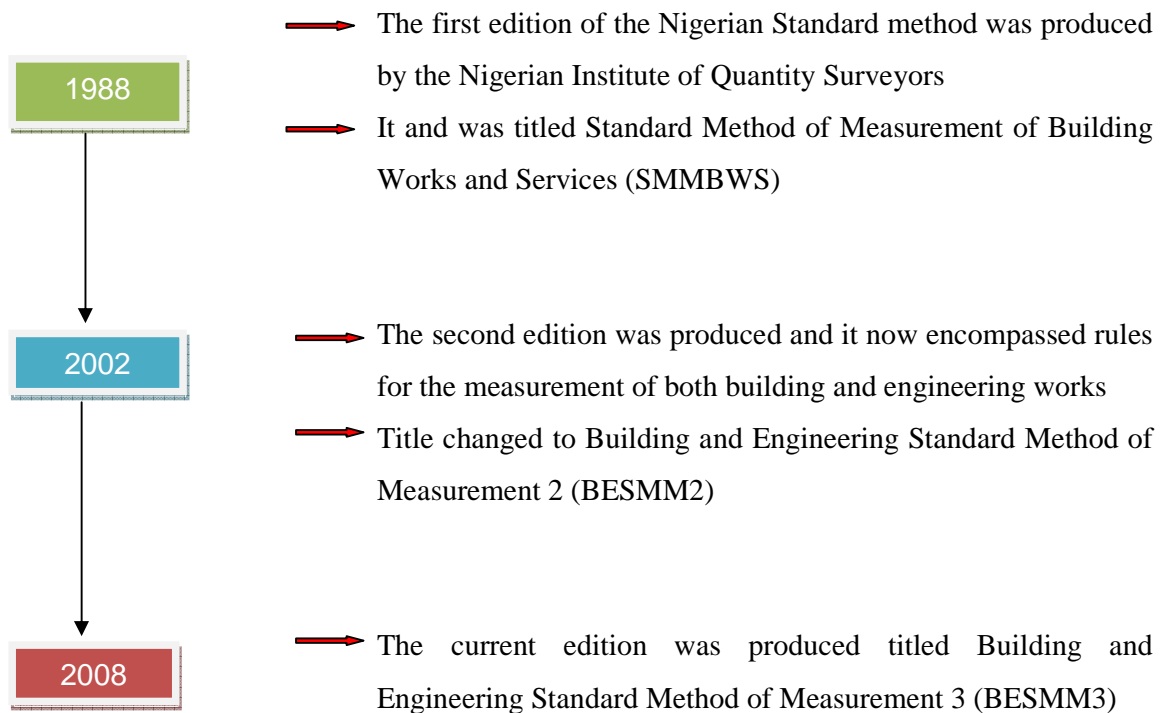 The first edition of the Nigerian Standard method was produced
by the Nigerian Institute of Quantity Surveyors
1988
It and was titled Standard Method of Measurement of Building
Works and Services (SMMBWS)
The second edition was produced and it now encompassed rules
2002
for the measurement of both building and engineering works
Title changed to Building and Engineering Standard Method of
Measurement 2 (BESMM2)
The current edition was produced titled Building and
2008
Engineering Standard Method of Measurement 3 (BESMM3)